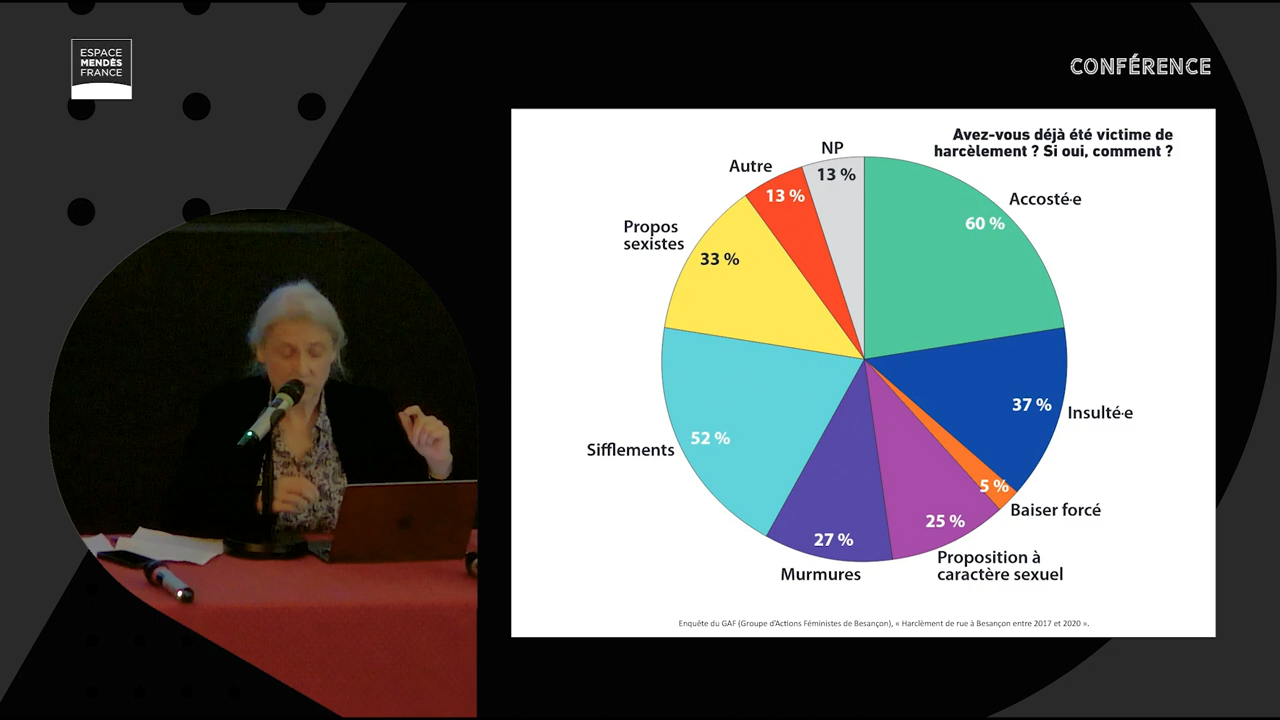 ESPACE
MENDÈS
FRANCE
CONFÉRENCE
Avez-vous déjà été victime de
harcèlement ? Si oui, comment ?
NP
13 %
Autre
13 %
Accosté·e
60 %
Propos
sexistes
33 %
Insulté·e
37 %
Sifflements
52 %
5 %
Baiser forcé
25 %
Proposition à
caractère sexuel
27 %
Murmures
Enquête du GAF (Groupe d'Actions Féministes de Besançon), « Harclèment de rue à Besançon entre 2017 et 2020 ».